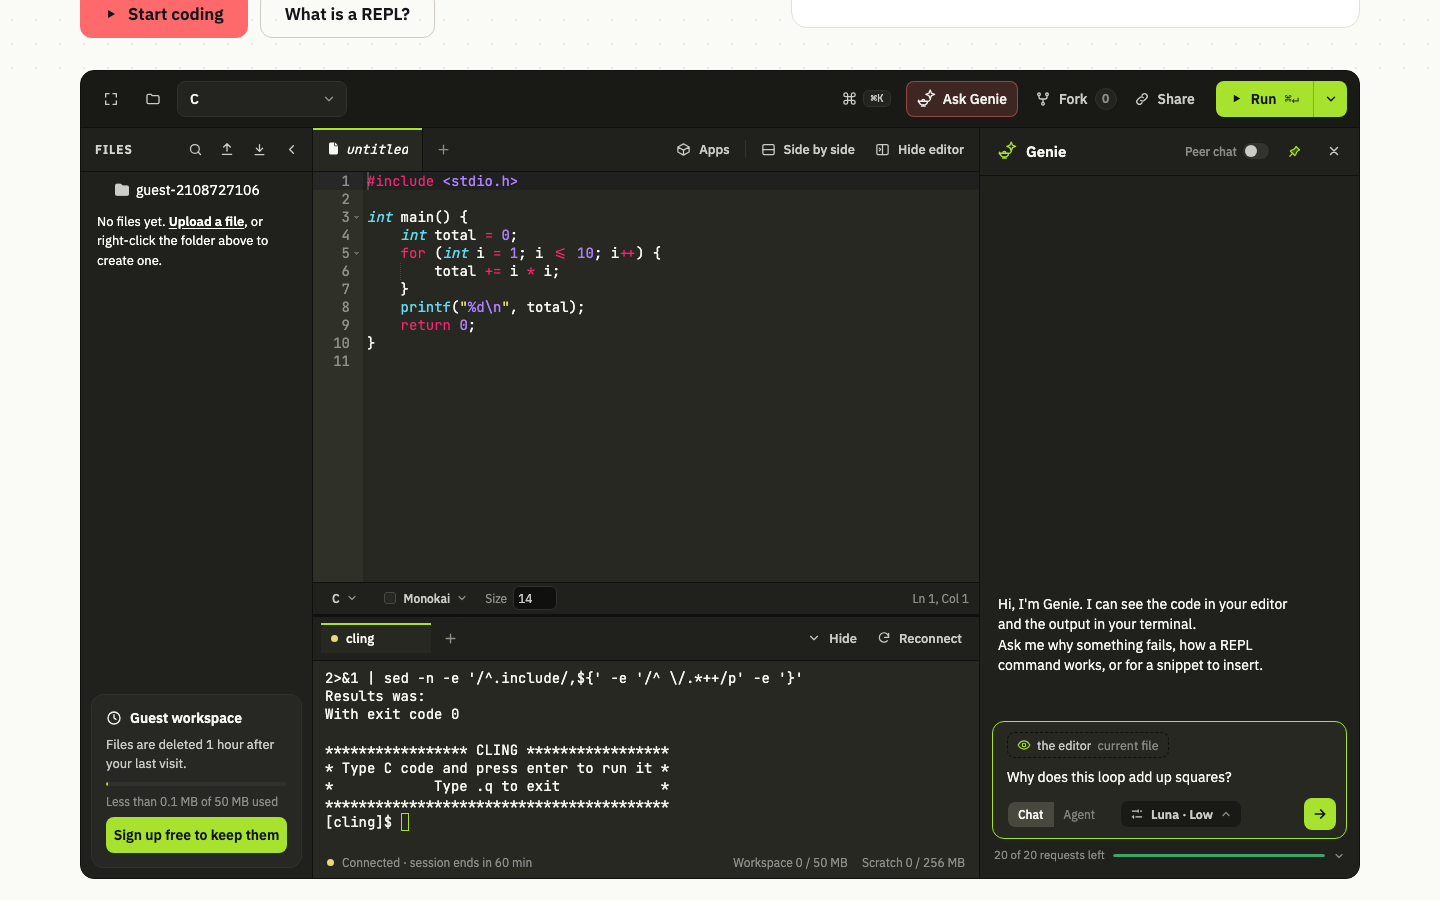 Start coding
What is a REPL?
C
⌘K
Ask Genie
Fork 0
Share
Run ⌘↵
FILES
guest-2108727106
No files yet. Upload a file, or
right-click the folder above to
create one.
Guest workspace
Files are deleted 1 hour after
your last visit.
Less than 0.1 MB of 50 MB used
Sign up free to keep them
untitled
Apps
Side by side
Hide editor
1 #include <stdio.h>
2
3 int main() {
4 int total = 0;
5 for (int i = 1; i <= 10; i++) {
6 total += i * i;
7 }
8 printf("%d\n", total);
9 return 0;
10 }
11
C
Monokai
Size 14
Ln 1, Col 1
cling
Hide
Reconnect
2>&1 | sed -n -e '/^.include/,${' -e '/^ \/.*++/p' -e '}'
Results was:
With exit code 0
***************** CLING *****************
* Type C code and press enter to run it *
* Type .q to exit *
*****************************************
[cling]$
Connected · session ends in 60 min
Workspace 0 / 50 MB
Scratch 0 / 256 MB
Genie
Peer chat
Hi, I'm Genie. I can see the code in your editor
and the output in your terminal.
Ask me why something fails, how a REPL
command works, or for a snippet to insert.
the editor current file
Why does this loop add up squares?
Chat
Agent
Luna · Low
20 of 20 requests left